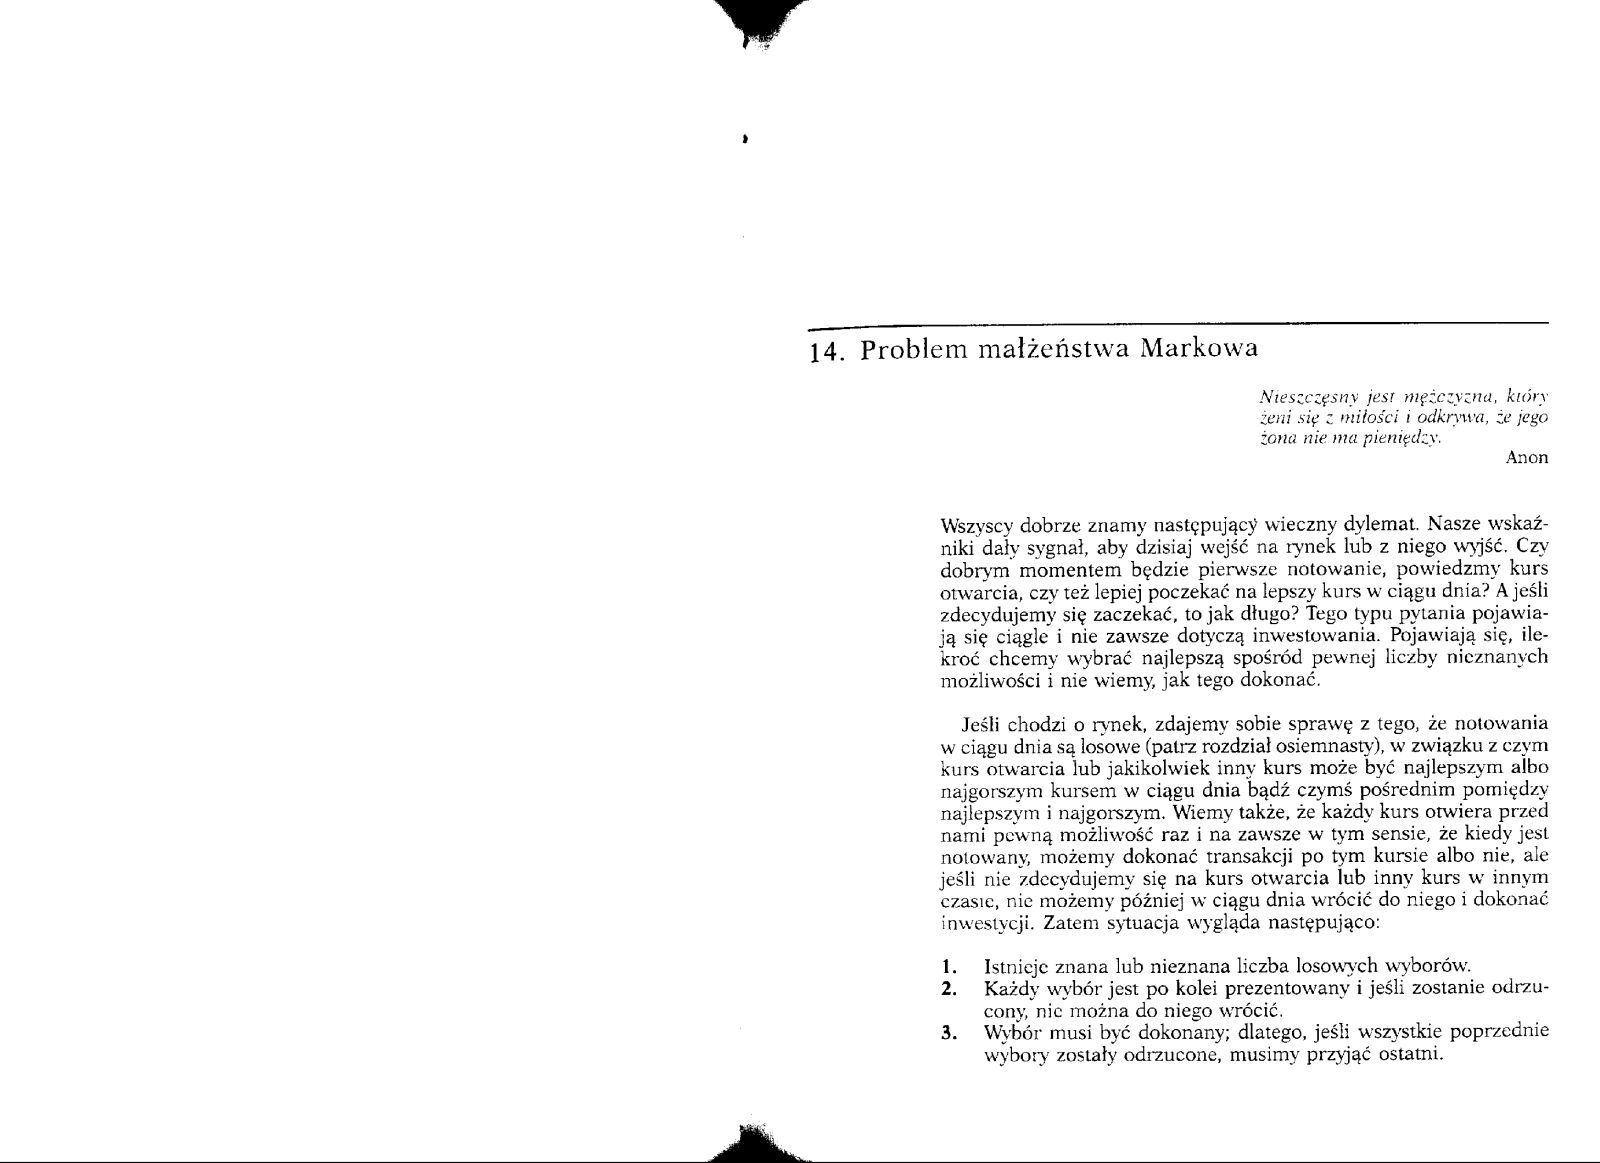 14. Problem małżeństwa Markowa
Nieszczęsny jest mężczyzna, który
żeni się z miłości i odkrywa, że jego
żona nie ma pieniędzy.
Anon
Wszyscy dobrze znamy następujący wieczny dylemat. Nasze wskaź-
niki dały sygnał, aby dzisiaj wejść na rynek lub z niego wyjść. Czy
dobrym momentem będzie pierwsze notowanie, powiedzmy kurs
otwarcia, czy też lepiej poczekać na lepszy kurs w ciągu dnia? A jeśli
zdecydujemy się zaczekać, to jak długo? Tego typu pytania pojawia-
ją się ciągle i nie zawsze dotyczą inwestowania. Pojawiają się, ile-
kroć chcemy wybrać najlepszą spośród pewnej liczby nieznanych
możliwości i nie wiemy, jak tego dokonać.
Jeśli chodzi o rynek, zdajemy sobie sprawę z tego, że notowania
w ciągu dnia są losowe (patrz rozdział osiemnasty), w związku z czym
kurs otwarcia lub jakikolwiek inny kurs może być najlepszym albo
najgorszym kursem w ciągu dnia bądź czymś pośrednim pomiędzy
najlepszym i najgorszym. Wiemy także, że każdy kurs otwiera przed
nami pewną możliwość raz i na zawsze w tym sensie, że kiedy jest
notowany, możemy dokonać transakcji po tym kursie albo nie, ale
jeśli nie zdecydujemy się na kurs otwarcia lub inny kurs w innym
czasie, nie możemy później w ciągu dnia wrócić do niego i dokonać
inwestycji. Zatem sytuacja wygląda następująco:
1. Istnieje znana lub nieznana liczba losowych wyborów.
2. Każdy wybór jest po kolei prezentowany i jeśli zostanie odrzu-
cony, nie można do niego wrócić.
3. Wybór musi być dokonany; dlatego, jeśli wszystkie poprzednie
wybory zostały odrzucone, musimy przyjąć ostatni.